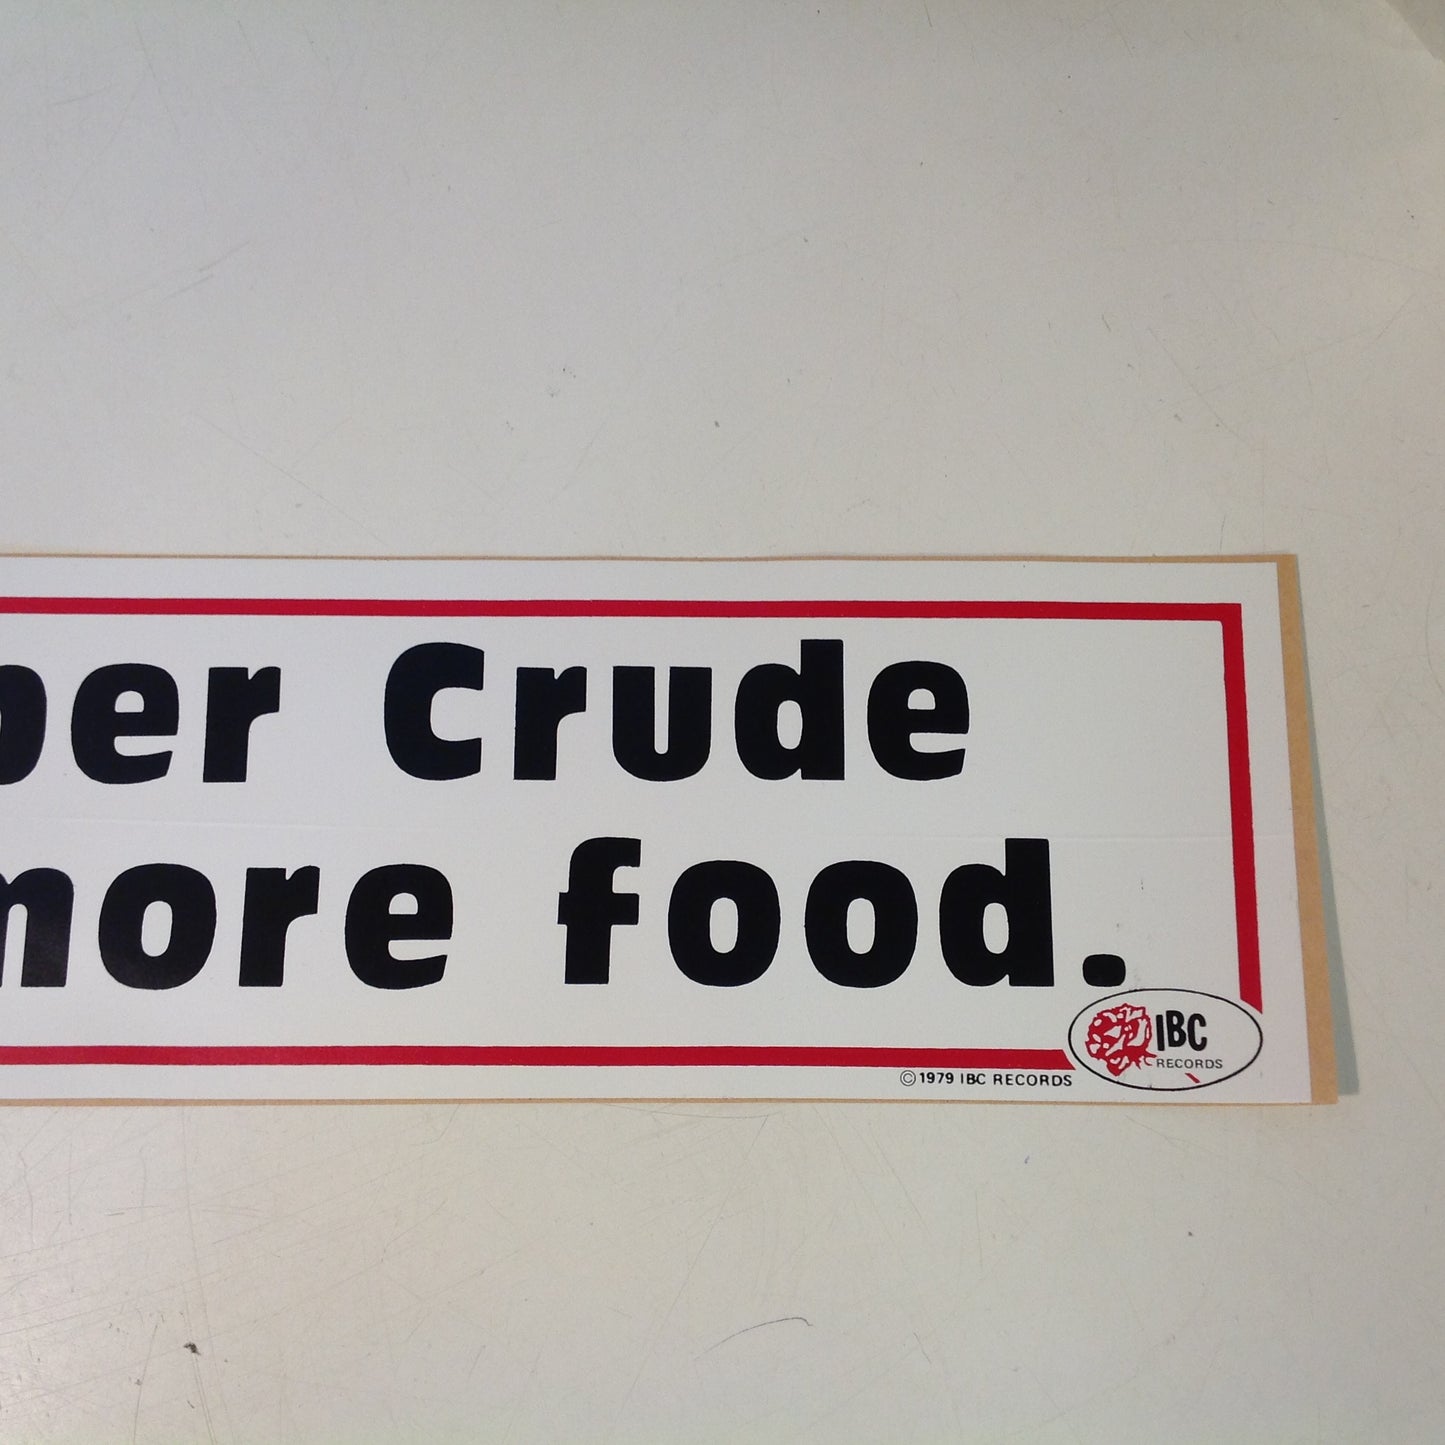 per Crude
more food.
©1979 IBC RECORDS
IBC
RECORDS